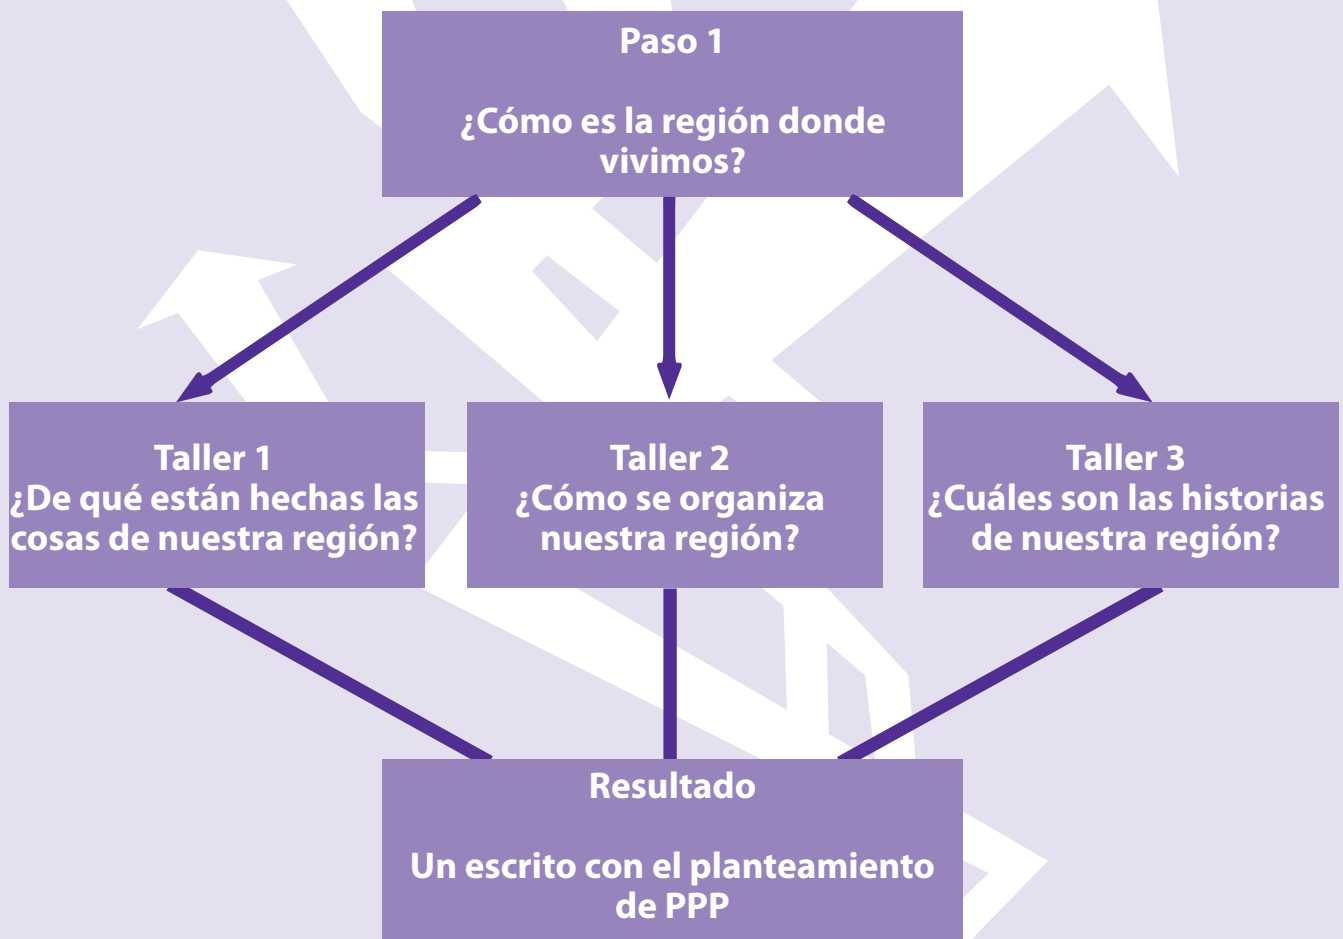 Paso 1
¿Cómo es la región donde
vivimos?
Taller 1
¿De qué están hechas las
cosas de nuestra región?
Taller 2
¿Cómo se organiza
nuestra región?
Taller 3
¿Cuáles son las historias
de nuestra región?
Resultado
Un escrito con el planteamiento
de PPP